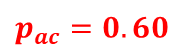 p_ac = 0.60